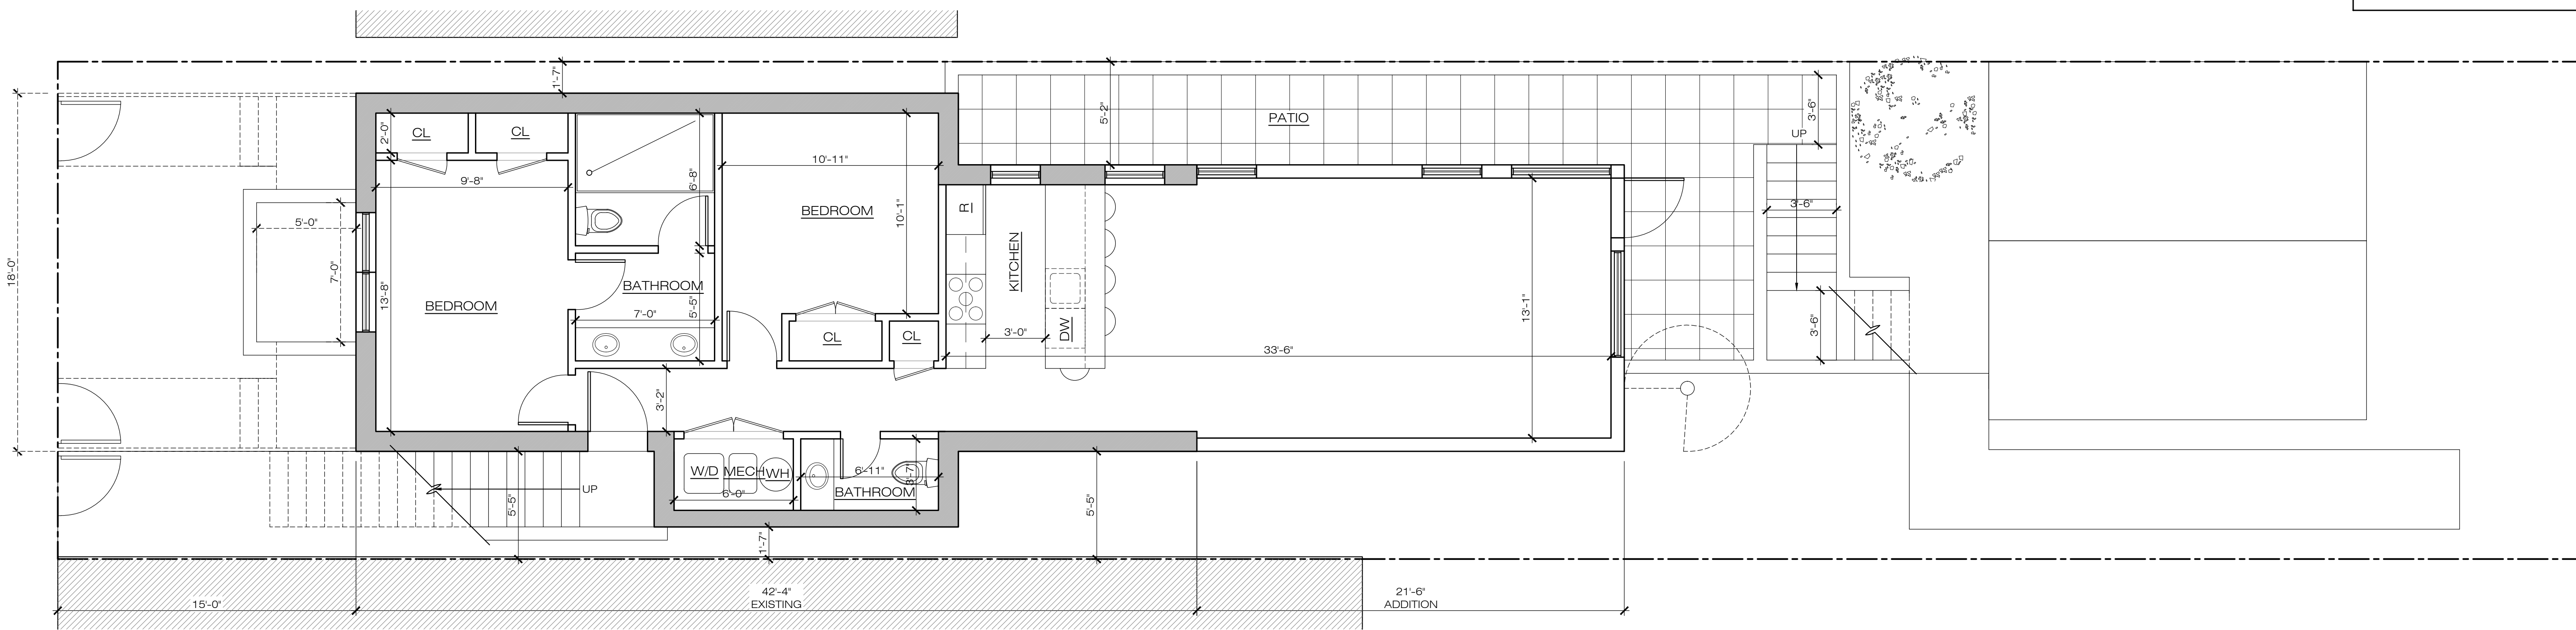 1'-7"
5'-2"
3'-6"
PATIO
UP
2'-0"
CL
CL
10'-11"
9'-8"
6'-8"
BEDROOM
10'-1"
R
3'-6"
5'-0"
7'-0"
18'-0"
13'-8"
BEDROOM
BATHROOM
KITCHEN
7'-0"
5'-5"
CL
CL
3'-0"
DW
13'-1"
3'-6"
33'-6"
3'-2"
W/D
MECH
WH
6'-0"
6'-11"
3'-7"
BATHROOM
UP
5'-5"
1'-7"
5'-5"
15'-0"
42'-4"
EXISTING
21'-6"
ADDITION